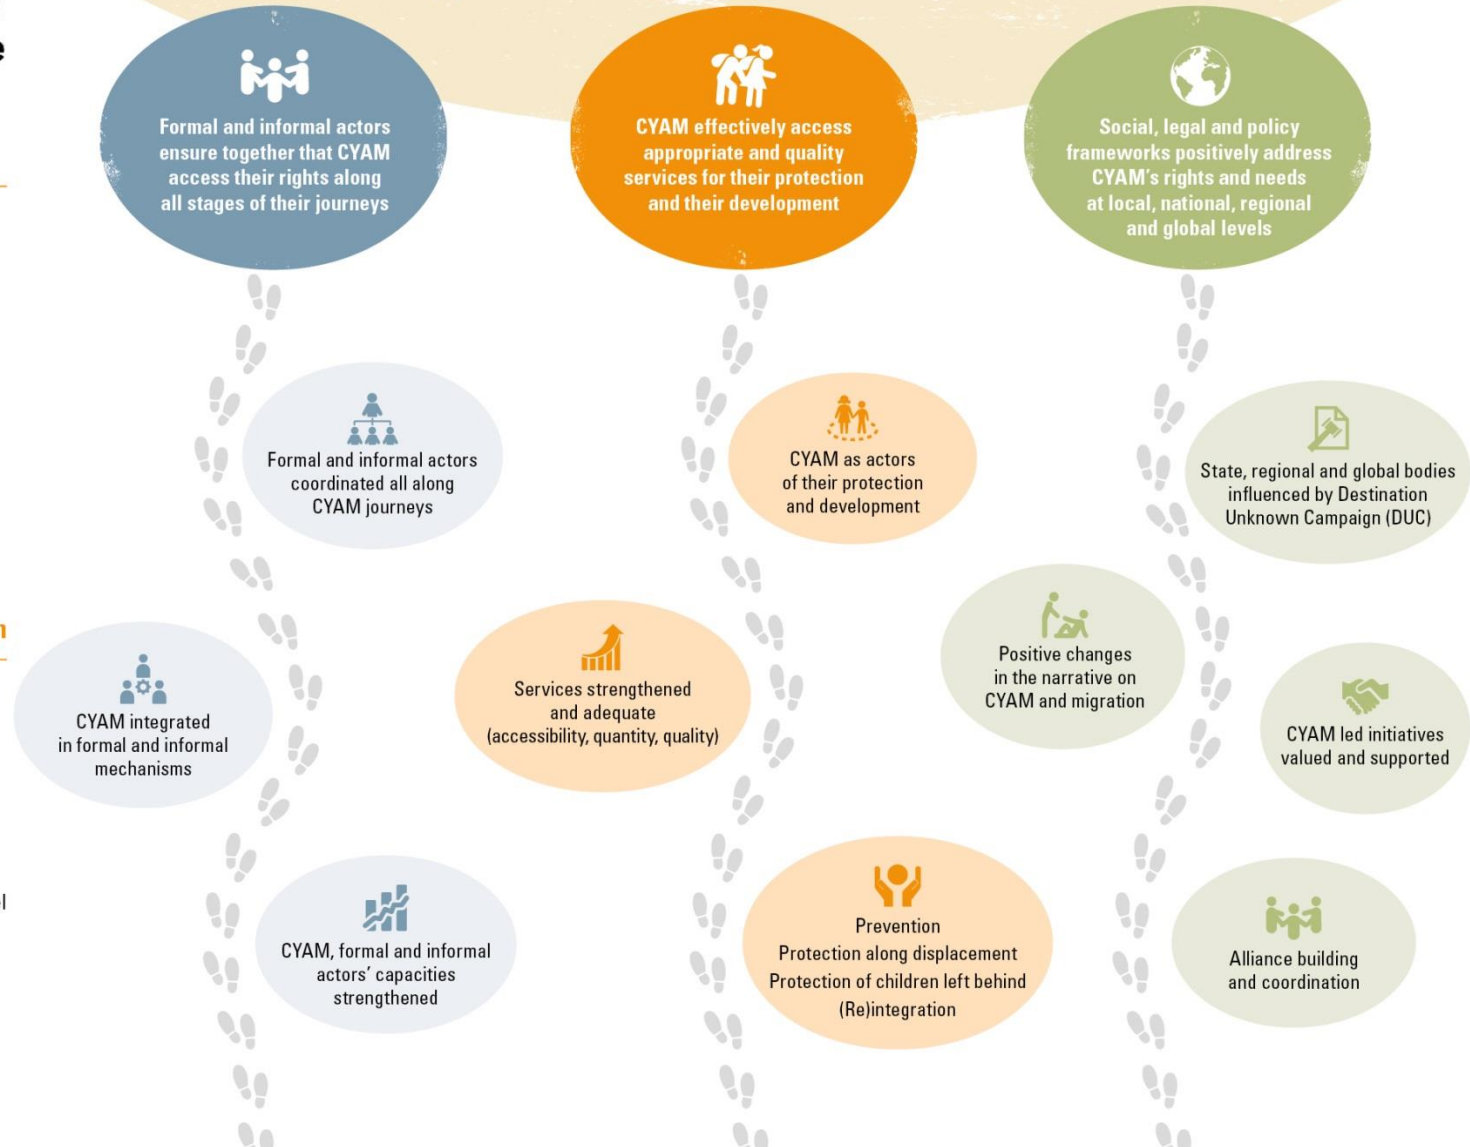 Formal and informal actors
ensure together that CYAM
access their rights along
all stages of their journeys
CYAM effectively access
appropriate and quality
services for their protection
and their development
Social, legal and policy
frameworks positively address
CYAM's rights and needs
at local, national, regional
and global levels
Formal and informal actors
coordinated all along
CYAM journeys
CYAM as actors
of their protection
and development
State, regional and global bodies
influenced by Destination
Unknown Campaign (DUC)
CYAM integrated
in formal and informal
mechanisms
Services strengthened
and adequate
(accessibility, quantity, quality)
Positive changes
in the narrative on
CYAM and migration
CYAM led initiatives
valued and supported
CYAM, formal and informal
actors' capacities
strengthened
Prevention
Protection along displacement
Protection of children left behind
(Re)integration
Alliance building
and coordination